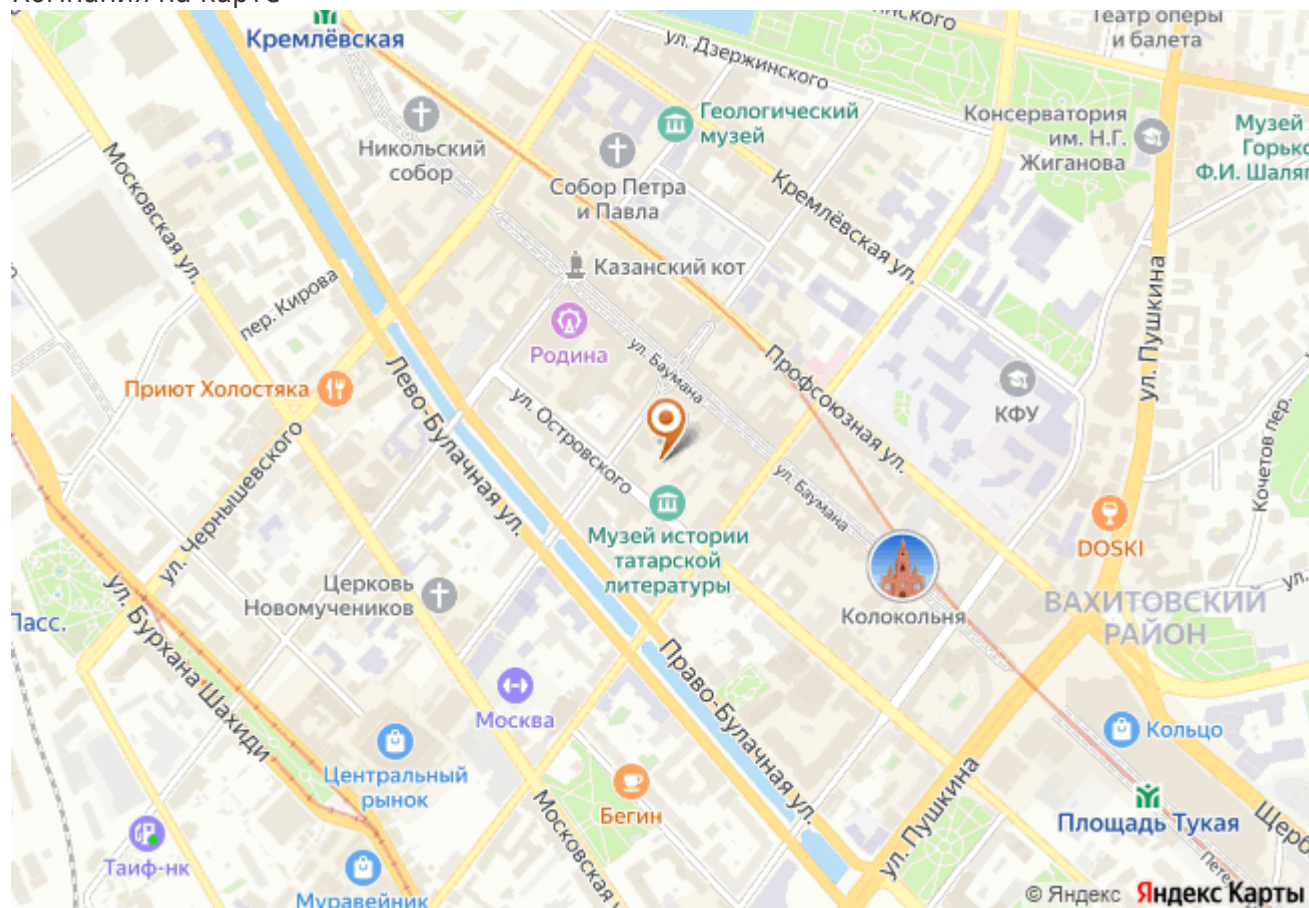 Компания на карте
Кремлёвская
ул. Дзержинского
Театр оперы
и балета
Геологический
музей
Консерватория
им. Н.Г.
Жиганова
Музей
Никольский
собор
Собор Петра
и Павла
Московская ул.
Кремлёвская ул.
Казанский кот
пер. Кирова
Родина
ул. Баумана
ул. Пушкина
Приют Холостяка
Лево-Булачная ул.
ул. Островского
Профсоюзная ул.
КФУ
Кочетов пер.
ул. Чернышевского
ул. Баумана
DOSKI
Музей истории
татарской
литературы
Церковь
Новомучеников
Колокольня
ВАХИТОВСКИЙ
РАЙОН
ул.
Пасс.
ул. Бурхана Шахиди
Право-Булачная ул.
Москва
Кольцо
Центральный
рынок
Бегин
Московская
ул. Пушкина
Площадь Тукая
Таиф-нк
Муравейник
© Яндекс Яндекс Карты